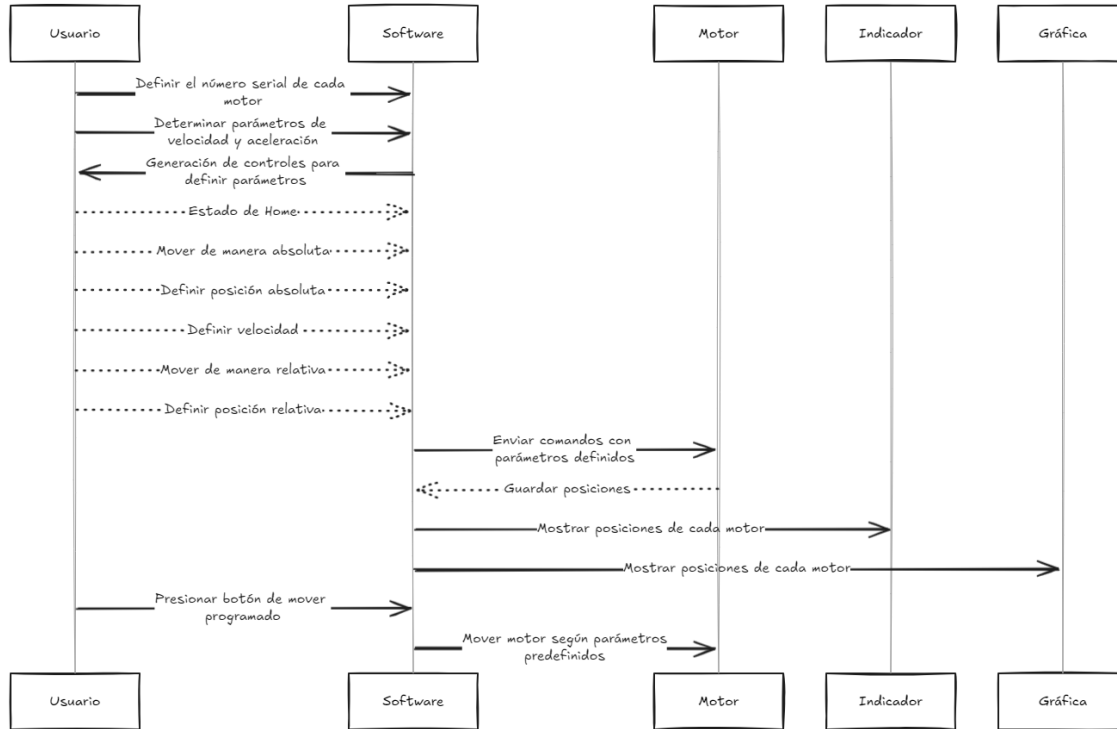 Usuario
Software
Motor
Indicador
Gráfica
Definir el número serial de cada
motor
Determinar parámetros de
velocidad y aceleración
Generación de controles para
definir parámetros
Estado de Home
Mover de manera absoluta
Definir posición absoluta
Definir velocidad
Mover de manera relativa
Definir posición relativa
Enviar comandos con
parámetros definidos
Guardar posiciones
Mostrar posiciones de cada motor
Mostrar posiciones de cada motor
Presionar botón de mover
programado
Mover motor según parámetros
predefinidos
Usuario
Software
Motor
Indicador
Gráfica